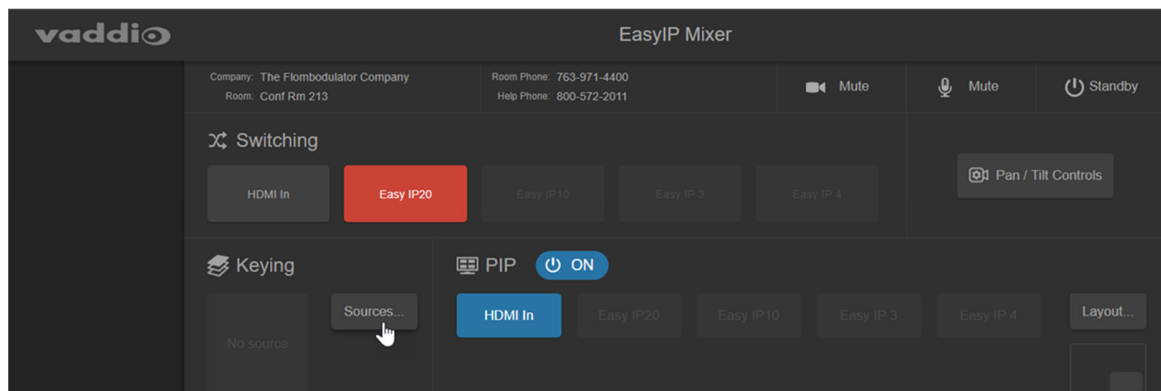 vaddio
EasyIP Mixer
Company: The Flombodulator Company
Room: Conf Rm 213
Room Phone: 763-971-4400
Help Phone: 800-572-2011
Mute
Mute
Standby
Switching
HDMI In
Easy IP20
Easy IP10
Easy IP 3
Easy IP 4
Pan / Tilt Controls
Keying
No source
Sources...
PIP
ON
HDMI In
Easy IP20
Easy IP10
Easy IP 3
Easy IP 4
Layout...